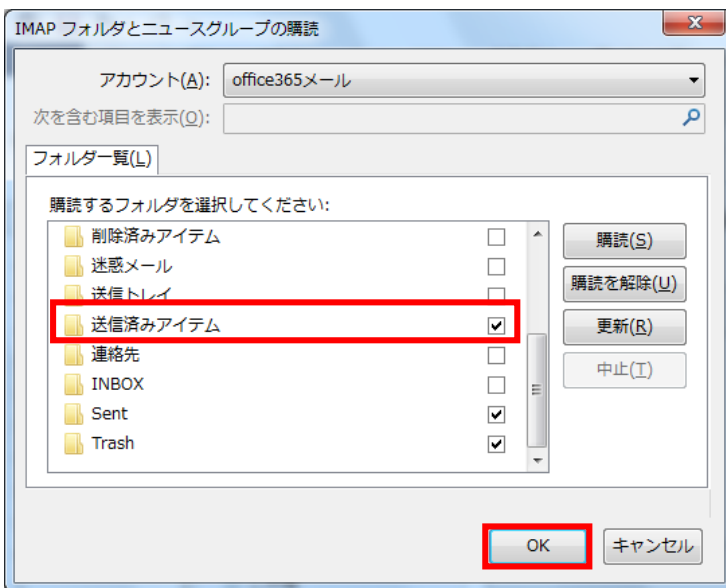 IMAP フォルダとニュースグループの購読
アカウント(A): office365メール
次を含む項目を表示(O):
フォルダー覧(L)
購読するフォルダを選択してください:
削除済みアイテム
購読(S)
迷惑メール
購読を解除(U)
送信トレイ
送信済みアイテム
更新(R)
連絡先
中止(T)
INBOX
Sent
Trash
OK キャンセル